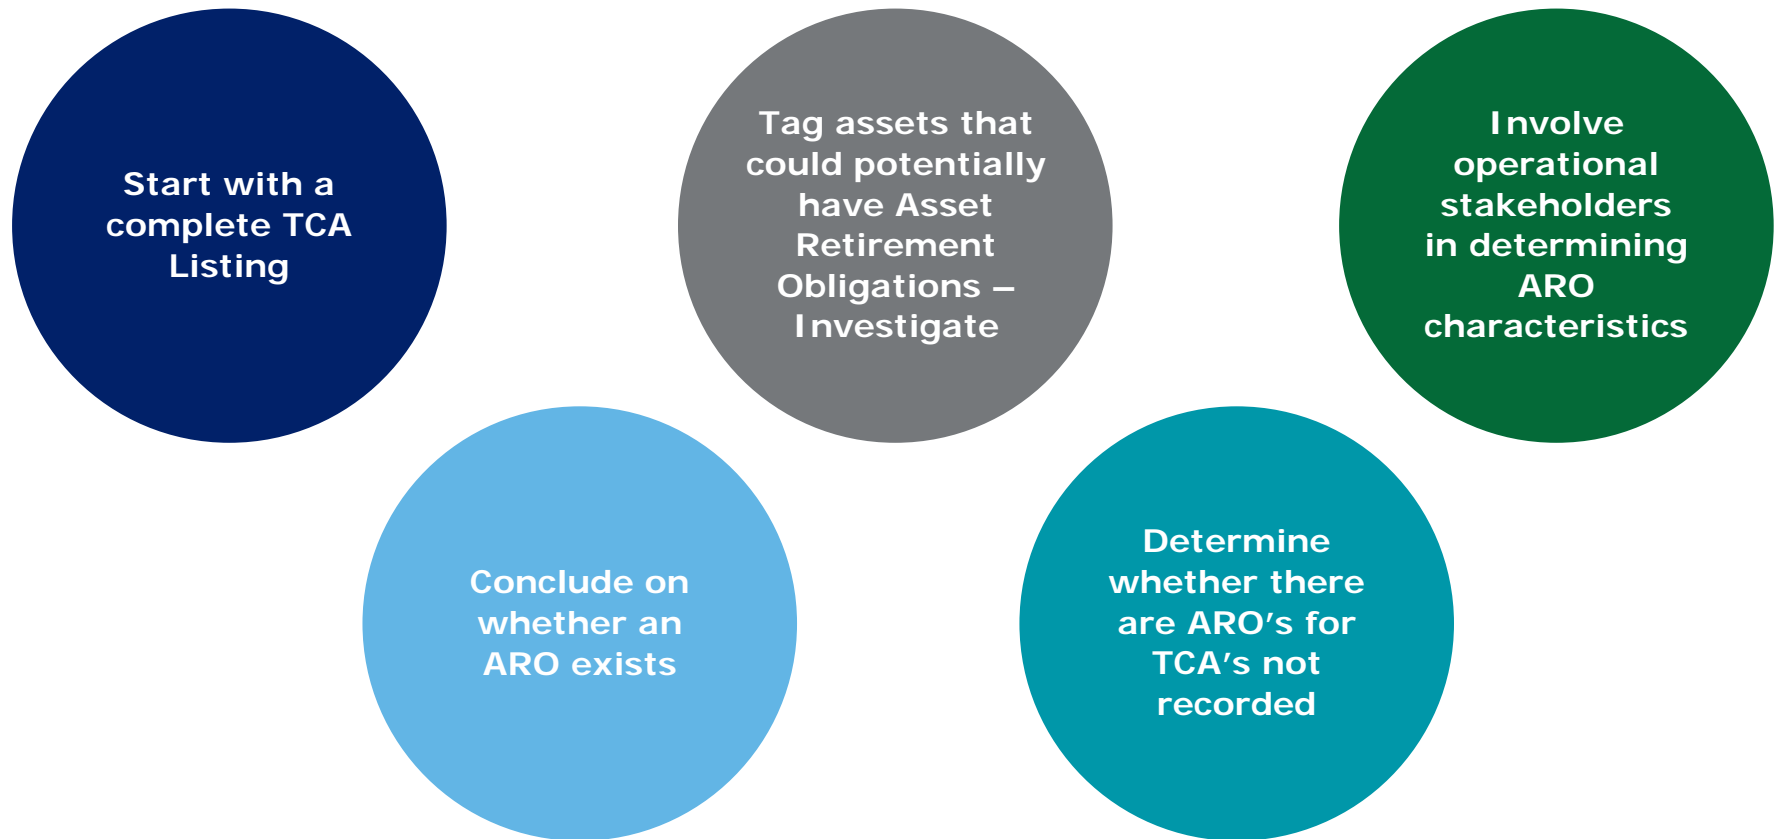 Start with a
complete TCA
Listing
Tag assets that
could potentially
have Asset
Retirement
Obligations –
Investigate
Involve
operational
stakeholders
in determining
ARO
characteristics
Conclude on
whether an
ARO exists
Determine
whether there
are ARO’s for
TCA’s not
recorded